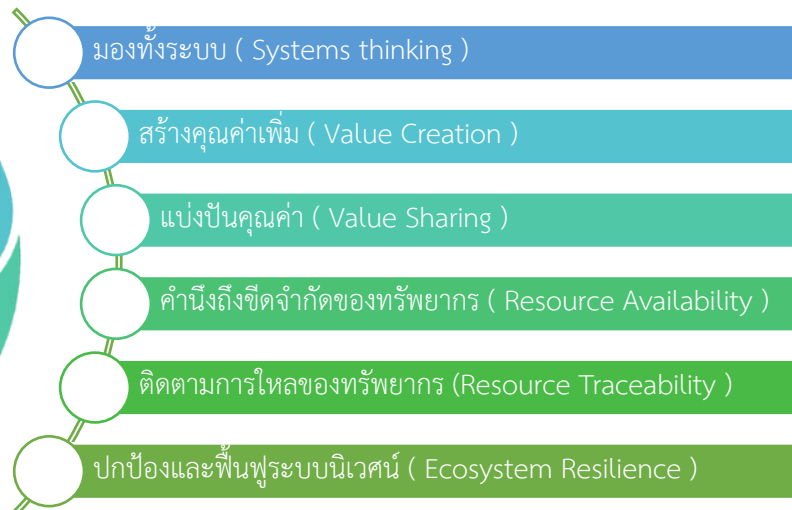 มองทั้งระบบ ( Systems thinking )
สร้างคุณค่าเพิ่ม ( Value Creation )
แบ่งปันคุณค่า ( Value Sharing )
คำนึงถึงขีดจำกัดของทรัพยากร ( Resource Availability )
ติดตามการใหลของทรัพยากร (Resource Traceability )
ปกป้องและฟื้นฟูระบบนิเวศน์ ( Ecosystem Resilience )